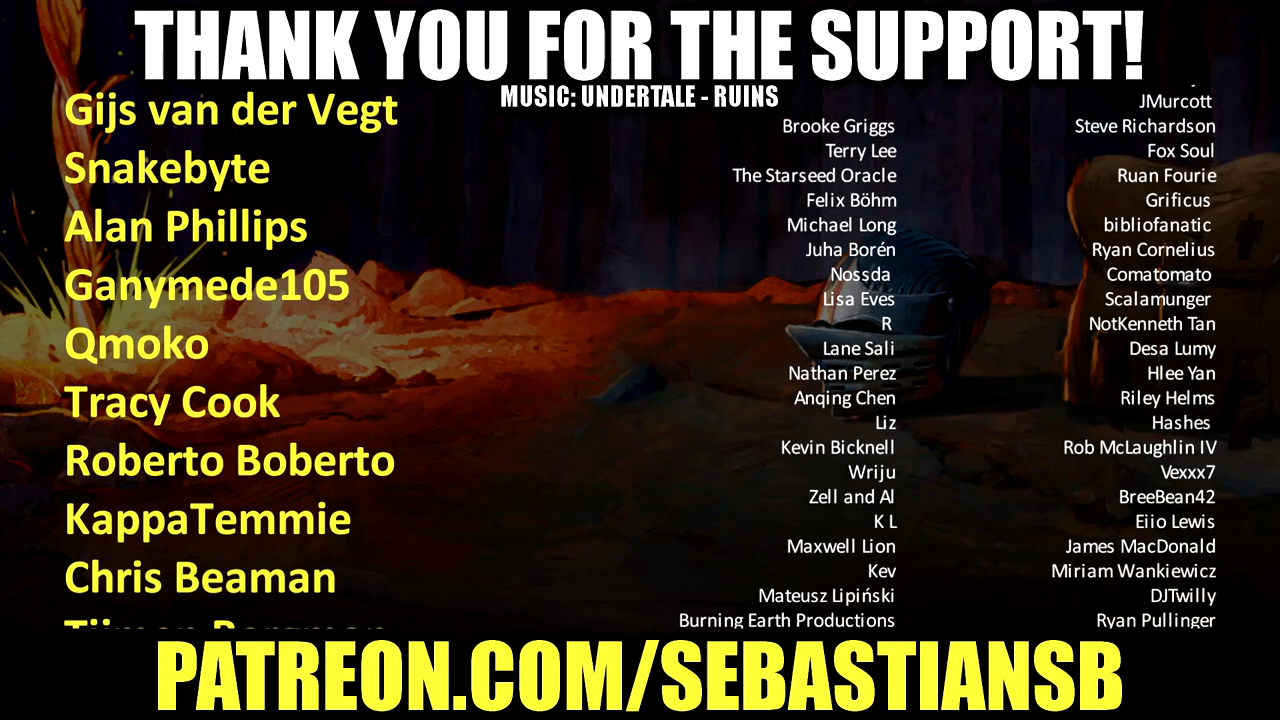 THANK YOU FOR THE SUPPORT!
MUSIC: UNDERTALE - RUINS
Gijs van der Vegt
Snakebyte
Alan Phillips
Ganymede105
Qmoko
Tracy Cook
Roberto Boberto
KappaTemmie
Chris Beaman
Brooke Griggs
Terry Lee
The Starseed Oracle
Felix Böhm
Michael Long
Juha Borén
Nossda
Lisa Eves
R
Lane Sali
Nathan Perez
Anqing Chen
Liz
Kevin Bicknell
Wriju
Zell and Al
K L
Maxwell Lion
Kev
Mateusz Lipiński
Burning Earth Productions
JMurcott
Steve Richardson
Fox Soul
Ruan Fourie
Grificus
bibliofanatic
Ryan Cornelius
Comatomato
Scalamunger
NotKenneth Tan
Desa Lumy
Hlee Yan
Riley Helms
Hashes
Rob McLaughlin IV
Vexxx7
BreeBean42
Eiio Lewis
James MacDonald
Miriam Wankiewicz
DJTwilly
Ryan Pullinger
PATREON.COM/SEBASTIANSB